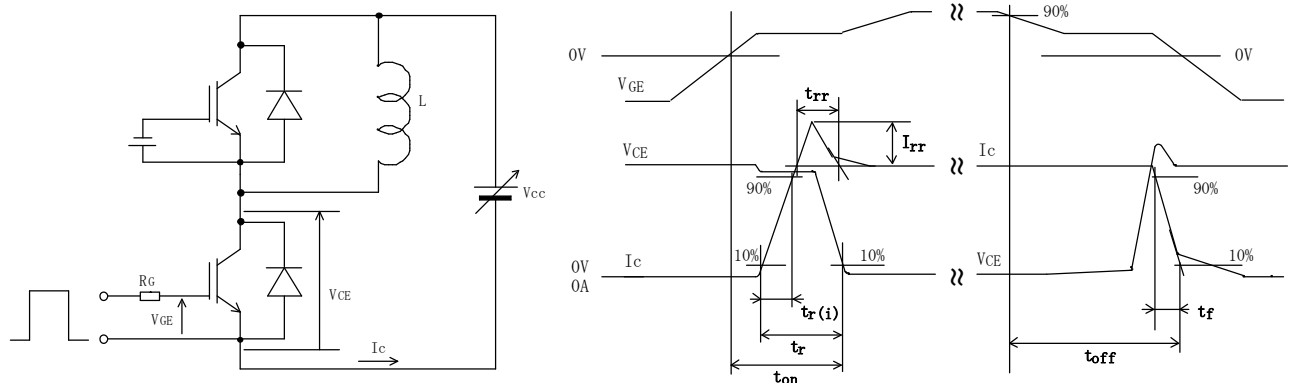 L
Vcc
RG
VGE
VCE
Ic
0V
VGE
90%
0V
trr
Irr
VCE
90%
Ic
90%
10%
10%
0V
0A
Ic
VCE
10%
tr(i)
tr
ton
tf
toff